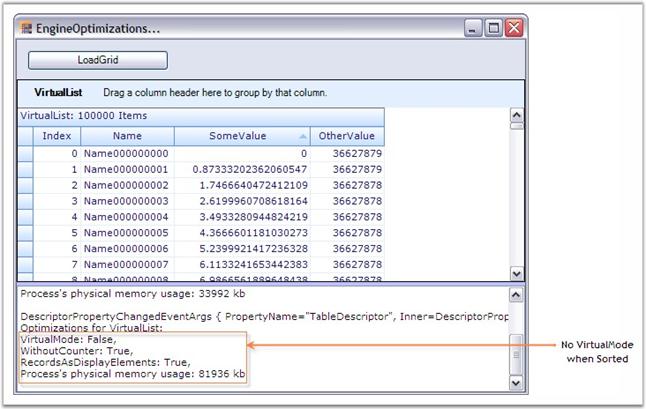 EngineOptimizations...
LoadGrid
VirtualList Drag a column header here to group by that column.
VirtualList: 100000 Items
Index Name SomeValue OtherValue
0 Name000000000 0 36627879
1 Name000000001 0.87333202362060547 36627879
2 Name000000002 1.7466640472412109 36627878
3 Name000000003 2.6199960708618164 36627878
4 Name000000004 3.4933280944824219 36627878
5 Name000000005 4.3666601181030273 36627878
6 Name000000006 5.2399921417236328 36627878
7 Name000000007 6.1133241653442383 36627878
8 Name000000008 6.9866561889648438 36627878
Process's physical memory usage: 33992 kb
DescriptorPropertyChangedEventArgs { PropertyName="TableDescriptor", Inner=DescriptorProp
Optimizations for VirtualList:
VirtualMode: False,
WithoutCounter: True,
RecordsAsDisplayElements: True,
Process's physical memory usage: 81936 kb
No VirtualMode
when Sorted